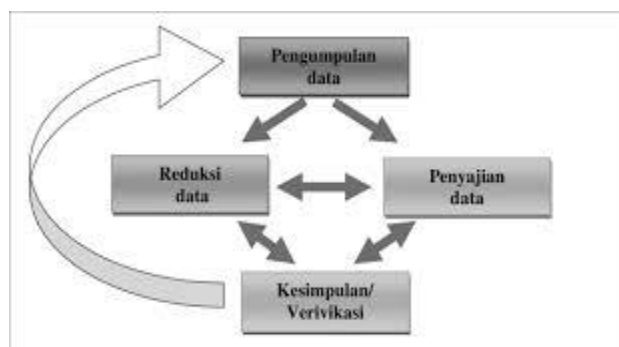 Pengumpulan
data
Reduksi
data
Penyajian
data
Kesimpulan/
Verivikasi